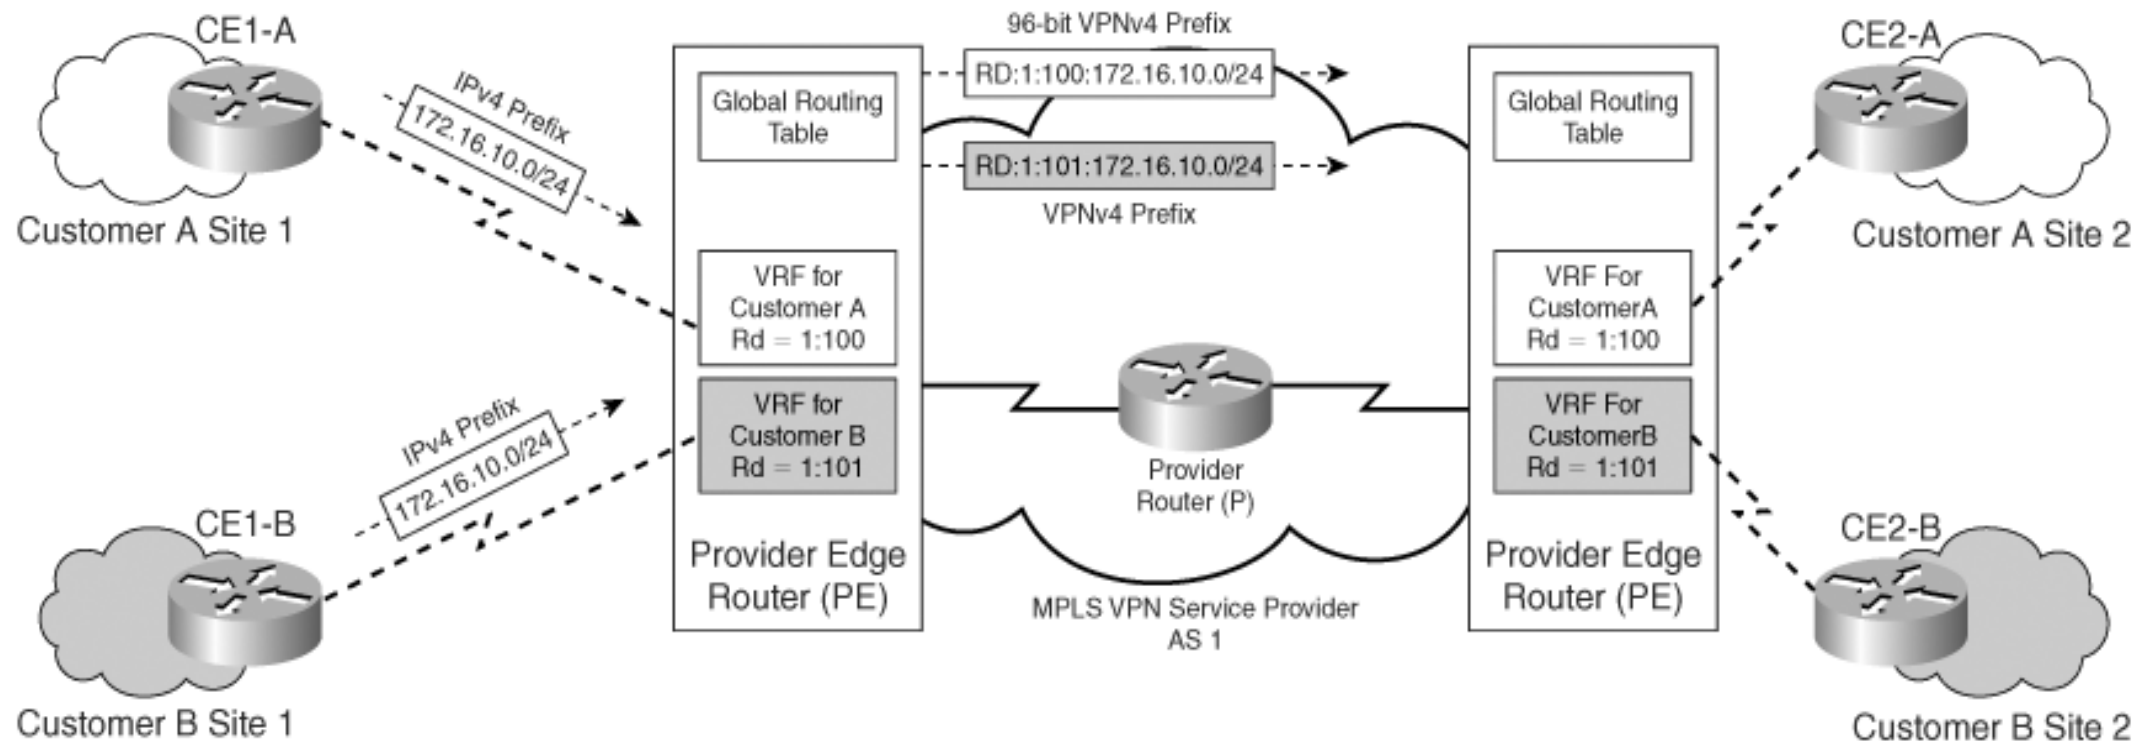 CE1-A
IPv4 Prefix
172.16.10.0/24
Customer A Site 1
IPv4 Prefix
172.16.10.0/24
CE1-B
Customer B Site 1
Global Routing
Table
VRF for
Customer A
Rd = 1:100
VRF for
Customer B
Rd = 1:101
Provider Edge
Router (PE)
96-bit VPNv4 Prefix
RD:1:100:172.16.10.0/24
RD:1:101:172.16.10.0/24
VPNv4 Prefix
Provider
Router (P)
MPLS VPN Service Provider
AS 1
Global Routing
Table
VRF For
CustomerA
Rd = 1:100
VRF For
CustomerB
Rd = 1:101
Provider Edge
Router (PE)
CE2-A
Customer A Site 2
CE2-B
Customer B Site 2